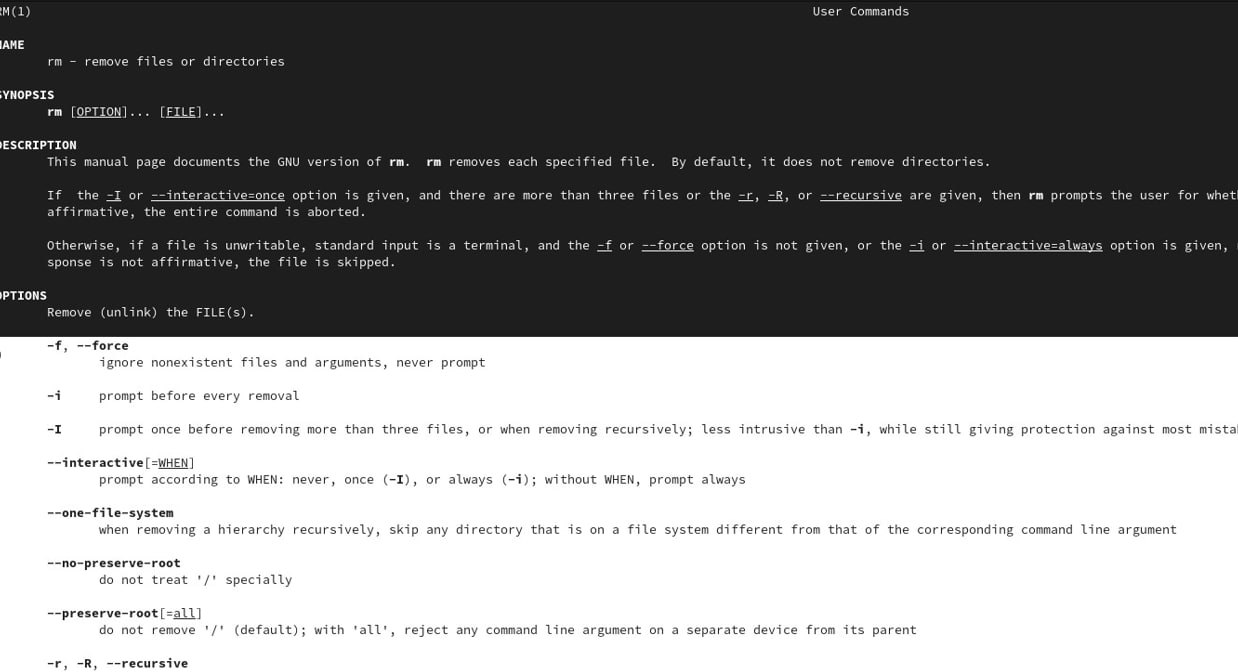 RM(1) User Commands
NAME
rm - remove files or directories
SYNOPSIS
rm [OPTION]... [FILE]...
DESCRIPTION
This manual page documents the GNU version of rm. rm removes each specified file. By default, it does not remove directories.
If the -I or --interactive=once option is given, and there are more than three files or the -r, -R, or --recursive are given, then rm prompts the user for
affirmative, the entire command is aborted.
Otherwise, if a file is unwritable, standard input is a terminal, and the -f or --force option is not given, or the -i or --interactive=always option is given,
sponse is not affirmative, the file is skipped.
OPTIONS
Remove (unlink) the FILE(s).
-f, --force
ignore nonexistent files and arguments, never prompt
-i prompt before every removal
-I prompt once before removing more than three files, or when removing recursively; less intrusive than -i, while still giving protection against most
--interactive[=WHEN]
prompt according to WHEN: never, once (-I), or always (-i); without WHEN, prompt always
--one-file-system
when removing a hierarchy recursively, skip any directory that is on a file system different from that of the corresponding command line argument
--no-preserve-root
do not treat '/' specially
--preserve-root[=all]
do not remove '/' (default); with 'all', reject any command line argument on a separate device from its parent
-r, -R, --recursive